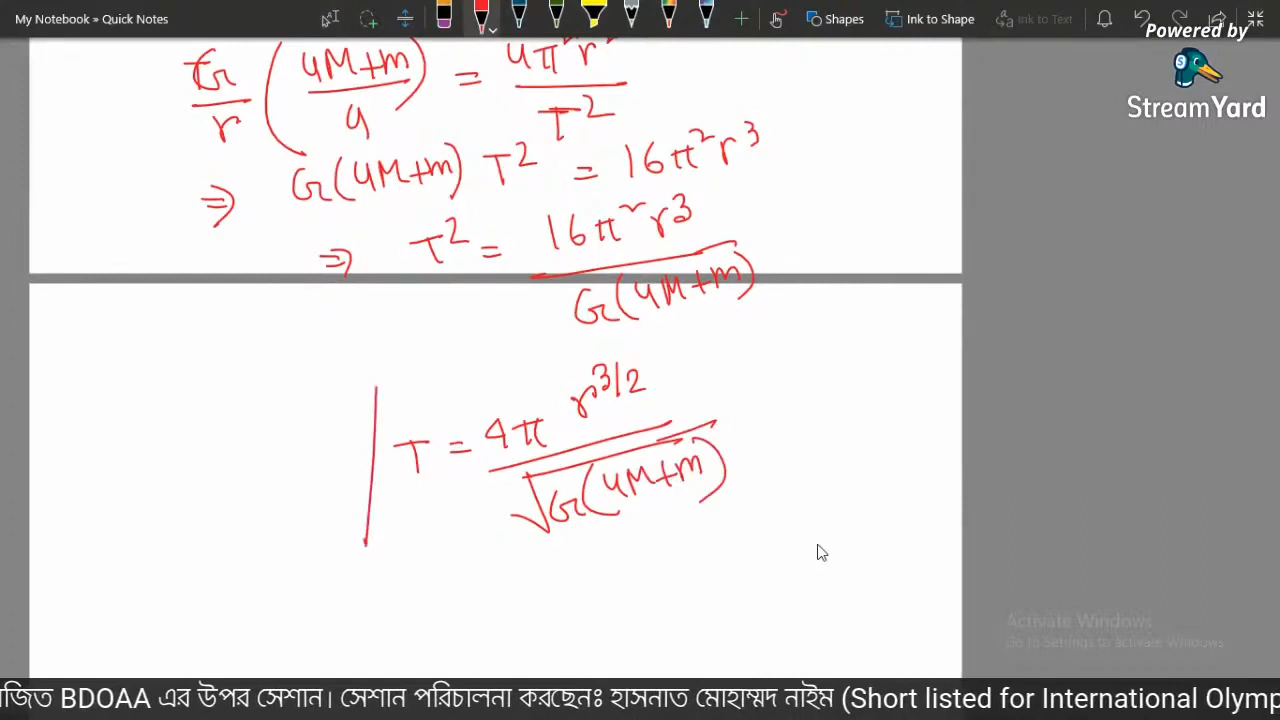 My Notebook » Quick Notes
Shapes
Ink to Shape
Ink to Text
Powered by
StreamYard
G/r ( (4M+m)/4 ) = 4π²r²/T²
⇒ G(4M+m) T² = 16π²r³
⇒ T² = 16π²r³ / G(4M+m)
T = 4π r^3/2 / √G(4M+m)
Activate Windows
Go to Settings to activate Windows.
জিত BDOAA এর উপর সেশান। সেশান পরিচালনা করছেনঃ হাসনাত মোহাম্মদ নাইম (Short listed for International Olymp